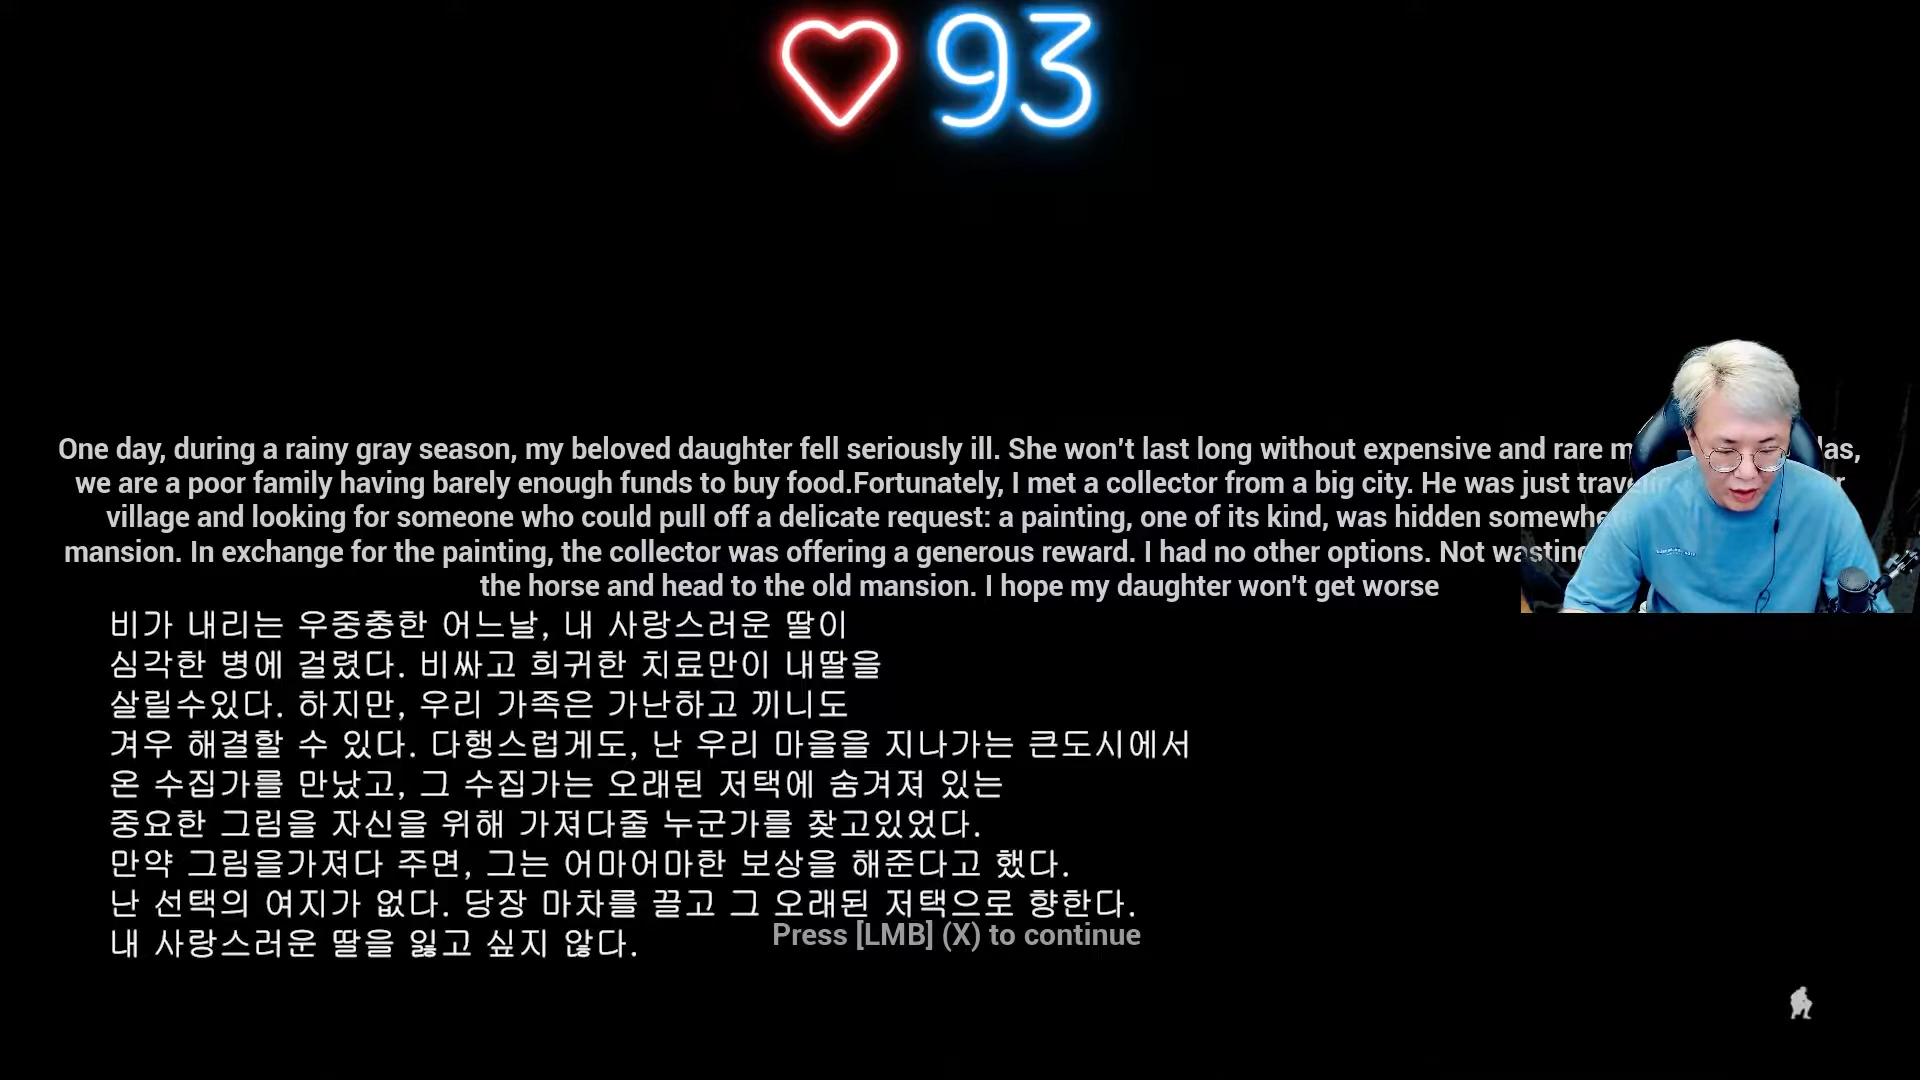 93
One day, during a rainy gray season, my beloved daughter fell seriously ill. She won't last long without expensive and rare las,
we are a poor family having barely enough funds to buy food.Fortunately, I met a collector from a big city. He was just
village and looking for someone who could pull off a delicate request: a painting, one of its kind, was hidden
mansion. In exchange for the painting, the collector was offering a generous reward. I had no other options. Not
the horse and head to the old mansion. I hope my daughter won't get worse
비가 내리는 우중충한 어느날, 내 사랑스러운 딸이
심각한 병에 걸렸다. 비싸고 희귀한 치료만이 내딸을
살릴수있다. 하지만, 우리 가족은 가난하고 끼니도
겨우 해결할 수 있다. 다행스럽게도, 난 우리 마을을 지나가는 큰도시에서
온 수집가를 만났고, 그 수집가는 오래된 저택에 숨겨져 있는
중요한 그림을 자신을 위해 가져다줄 누군가를 찾고있었다.
만약 그림을가져다 주면, 그는 어마어마한 보상을 해준다고 했다.
난 선택의 여지가 없다. 당장 마차를 끌고 그 오래된 저택으로 향한다.
내 사랑스러운 딸을 잃고 싶지 않다.
Press [LMB] (X) to continue